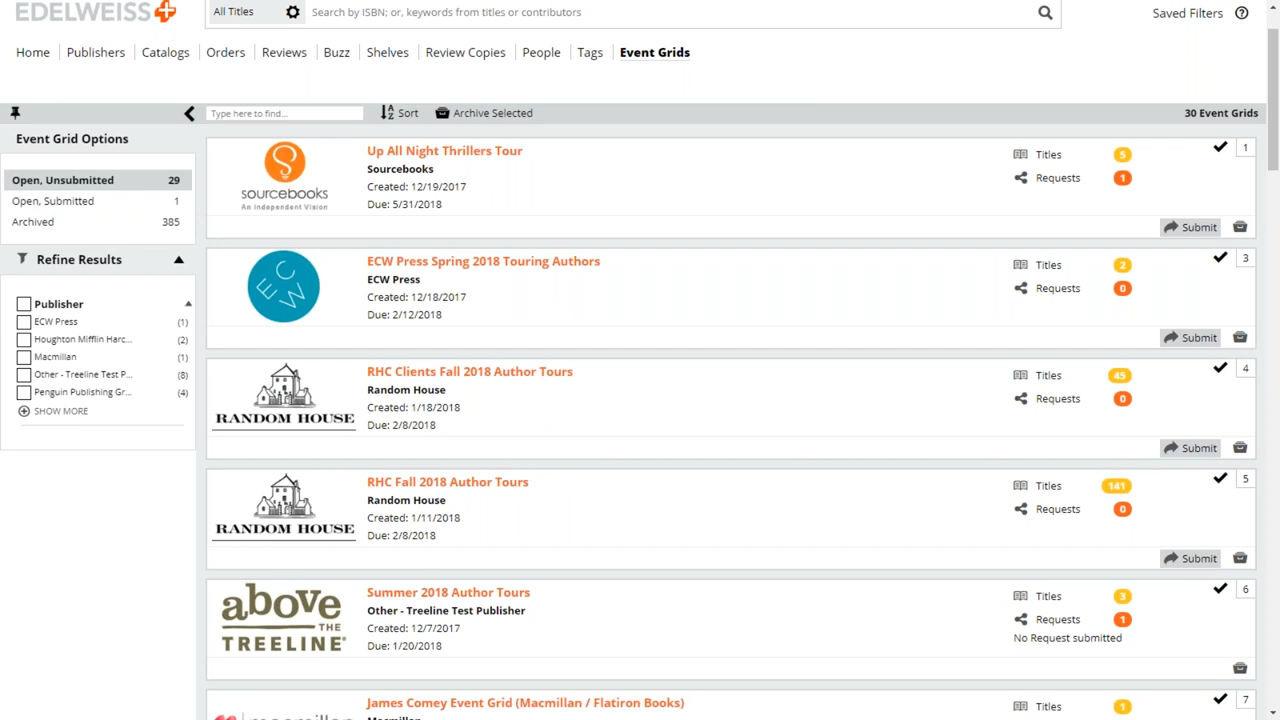 EDELWEISS+
All Titles
Search by ISBN; or, keywords from titles or contributors
Saved Filters
Home
Publishers
Catalogs
Orders
Reviews
Buzz
Shelves
Review Copies
People
Tags
Event Grids
Type here to find...
Sort
Archive Selected
30 Event Grids
Event Grid Options
Open, Unsubmitted 29
Open, Submitted 1
Archived 385
Refine Results
Publisher
ECW Press (1)
Houghton Mifflin Harc... (2)
Macmillan (1)
Other - Treeline Test P... (8)
Penguin Publishing Gr... (4)
SHOW MORE
sourcebooks
An Independent Vision
Up All Night Thrillers Tour
Sourcebooks
Created: 12/19/2017
Due: 5/31/2018
Titles 5
Requests 1
1
Submit
ECW
ECW Press Spring 2018 Touring Authors
ECW Press
Created: 12/18/2017
Due: 2/12/2018
Titles 2
Requests 0
3
Submit
RANDOM HOUSE
RHC Clients Fall 2018 Author Tours
Random House
Created: 1/18/2018
Due: 2/8/2018
Titles 45
Requests 0
4
Submit
RANDOM HOUSE
RHC Fall 2018 Author Tours
Random House
Created: 1/11/2018
Due: 2/8/2018
Titles 141
Requests 0
5
Submit
above
THE
TREELINE
Summer 2018 Author Tours
Other - Treeline Test Publisher
Created: 12/7/2017
Due: 1/20/2018
Titles 3
Requests 1
No Request submitted
6
macmillan
James Comey Event Grid (Macmillan / Flatiron Books)
Macmillan
Titles 1
7